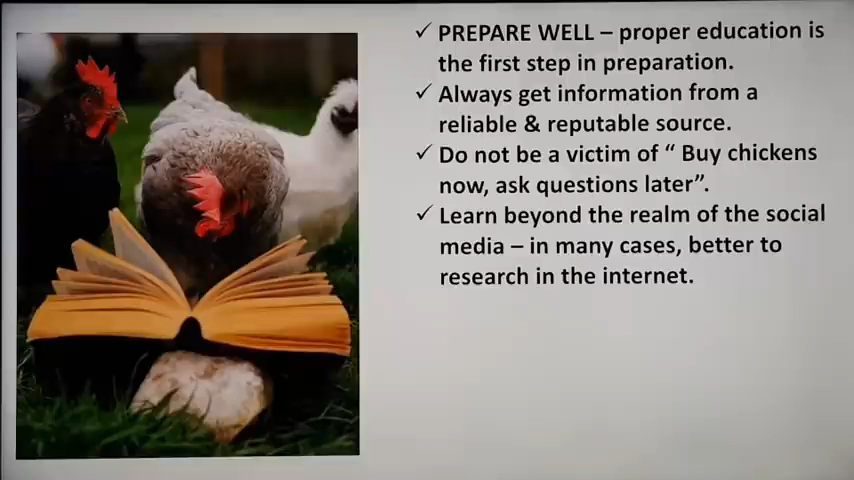 ✓ PREPARE WELL – proper education is
the first step in preparation.
✓ Always get information from a
reliable & reputable source.
✓ Do not be a victim of “ Buy chickens
now, ask questions later”.
✓ Learn beyond the realm of the social
media – in many cases, better to
research in the internet.